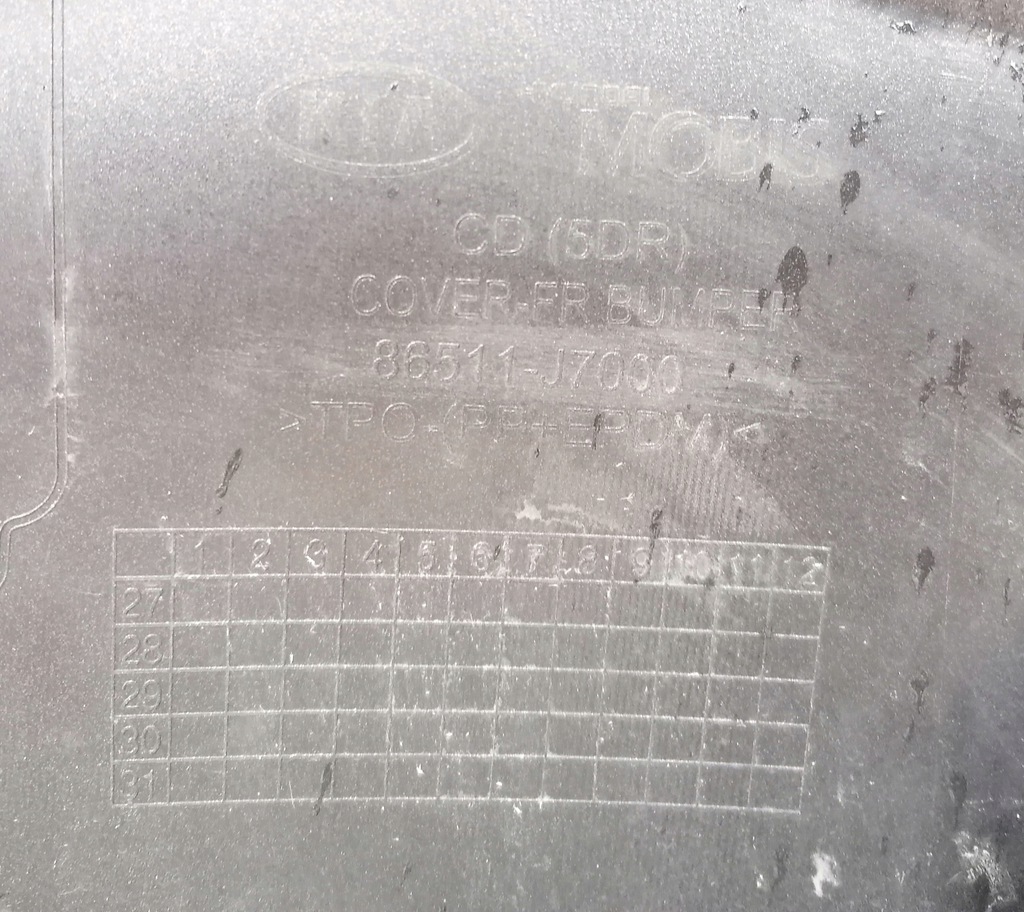 KIA MOBIS
CD (5DR)
COVER-FR BUMPER
86511-J7000
>TPO-(PP+EPDM)<
1 2 3 4 5 6 7 8 9 10 11 12
27
28
29
30
31